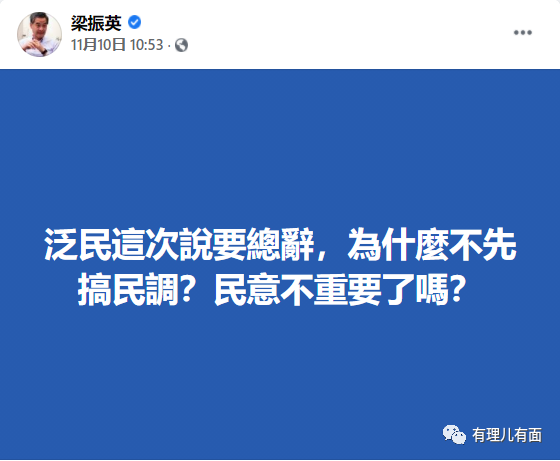 梁振英
11月10日 10:53 ·
泛民這次說要總辭，為什麼不先
搞民調？民意不重要了嗎？
有理儿有面